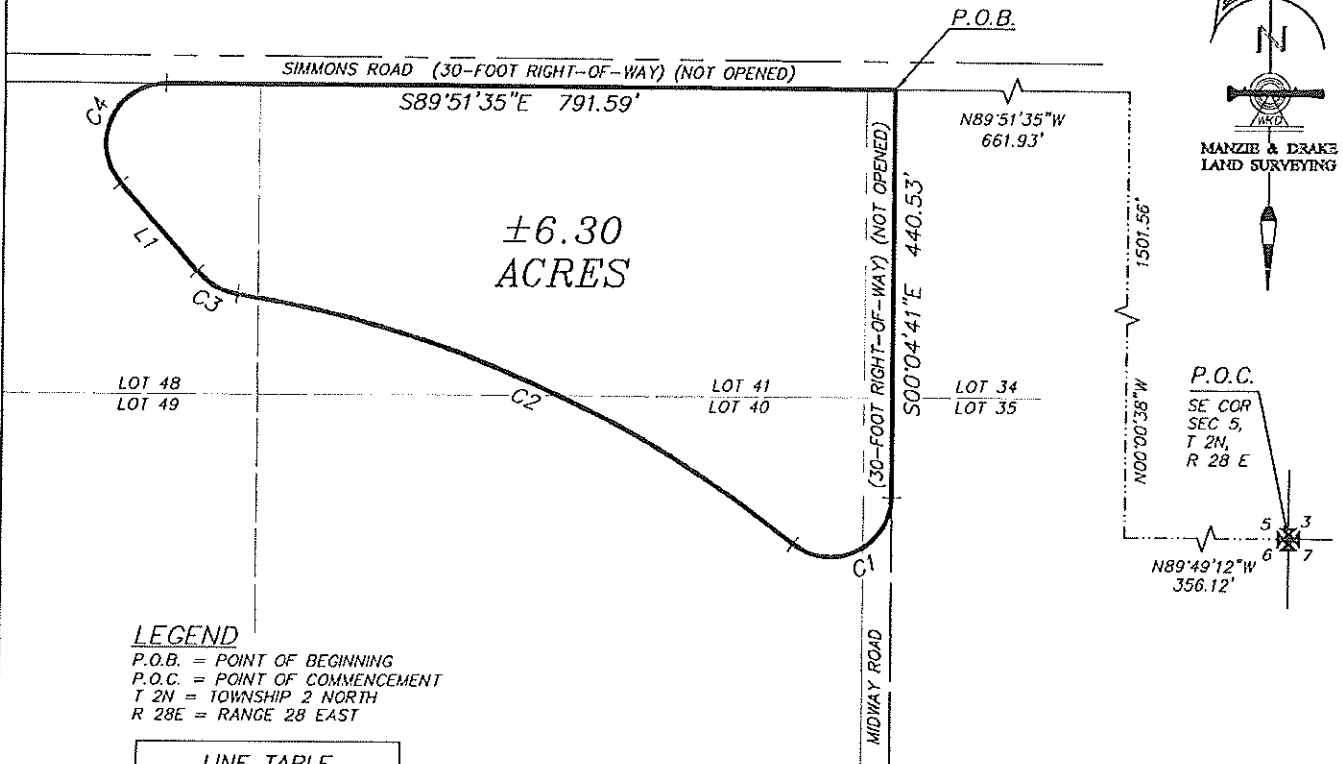 P.O.B.
SIMMONS ROAD (30-FOOT RIGHT-OF-WAY) (NOT OPENED)
S89°51'35"E 791.59'
N89°51'35"W
661.93'
N
WKD
MANZIE & DRAKE
LAND SURVEYING
C4
L1
C3
±6.30
ACRES
(30-FOOT RIGHT-OF-WAY) (NOT OPENED)
S00°04'41"E 440.53'
1501.56'
N00°00'38"W
LOT 48
LOT 49
C2
LOT 41
LOT 40
LOT 34
LOT 35
P.O.C.
SE COR
SEC 5,
T 2N,
R 28 E
5 3
6 7
N89°49'12"W
356.12'
C1
MIDWAY ROAD
LEGEND
P.O.B. = POINT OF BEGINNING
P.O.C. = POINT OF COMMENCEMENT
T 2N = TOWNSHIP 2 NORTH
R 28E = RANGE 28 EAST
LINE TABLE